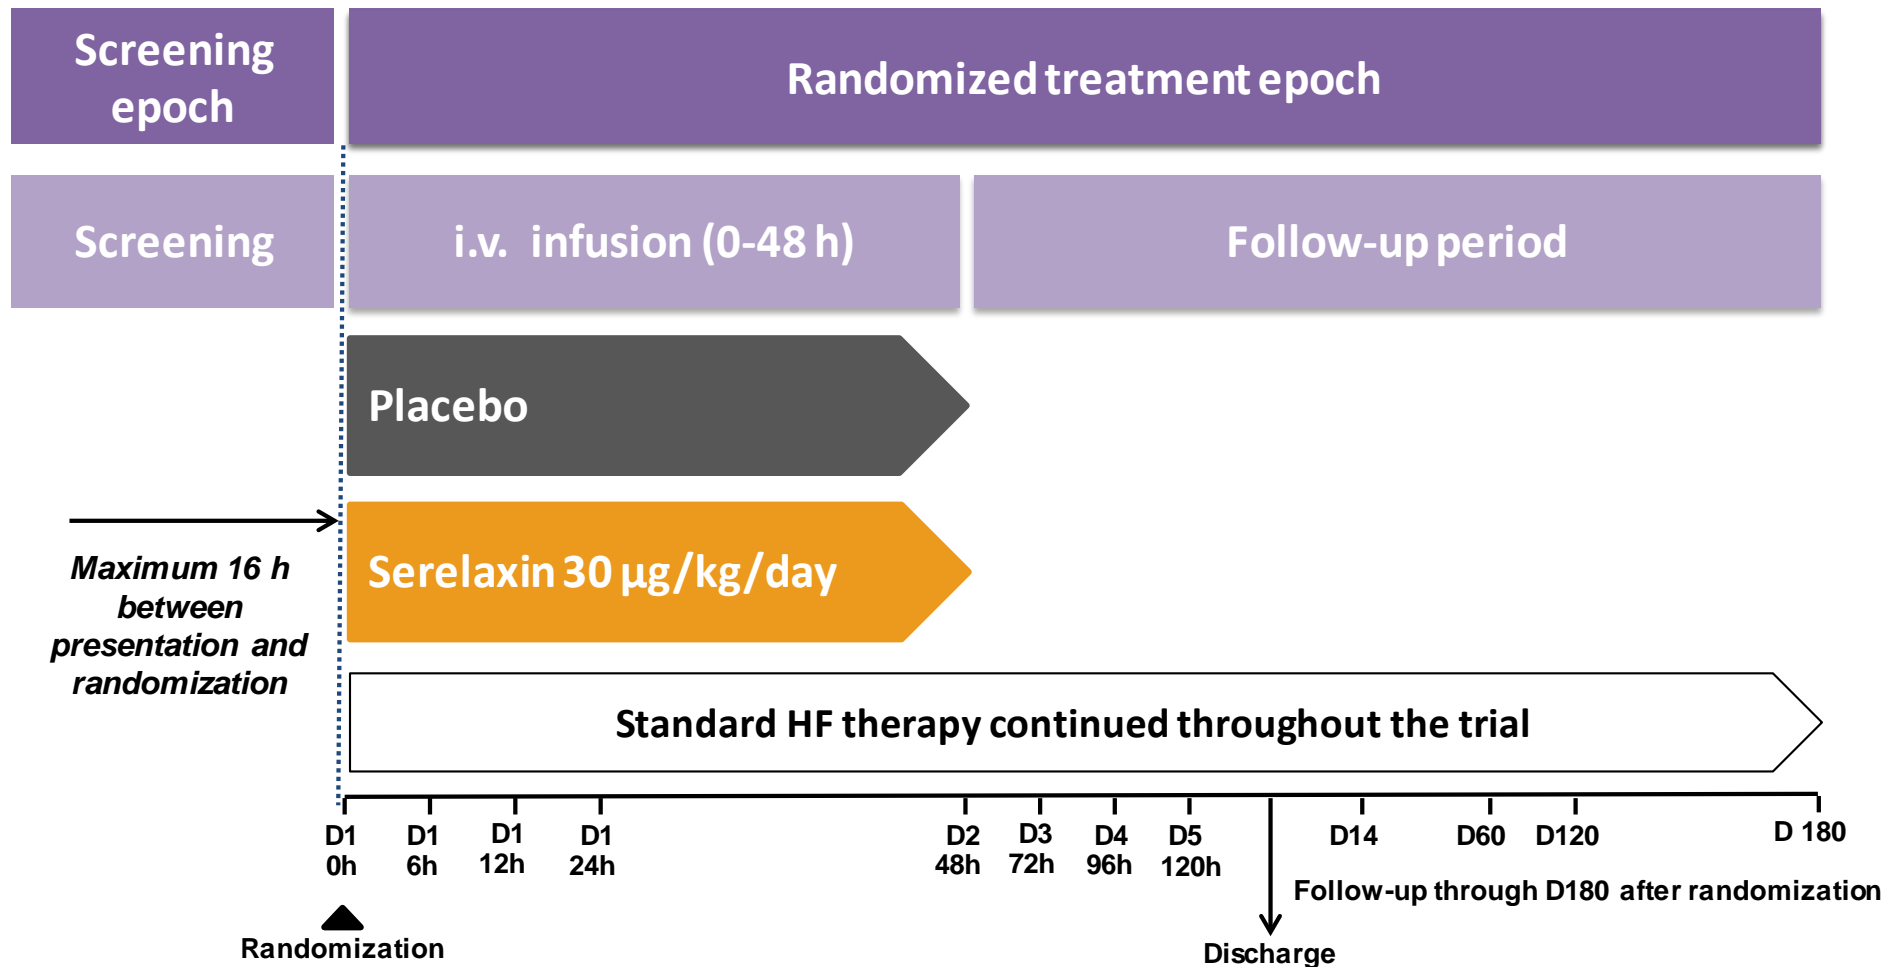 Screening
epoch
Randomized treatment epoch
Screening
i.v. infusion (0-48 h)
Follow-up period
Placebo
Serelaxin 30 µg/kg/day
Maximum 16 h
between
presentation and
randomization
Standard HF therapy continued throughout the trial
D1
0h
D1
6h
D1
12h
D1
24h
D2
48h
D3
72h
D4
96h
D5
120h
D14
D60
D120
D 180
Follow-up through D180 after randomization
Randomization
Discharge